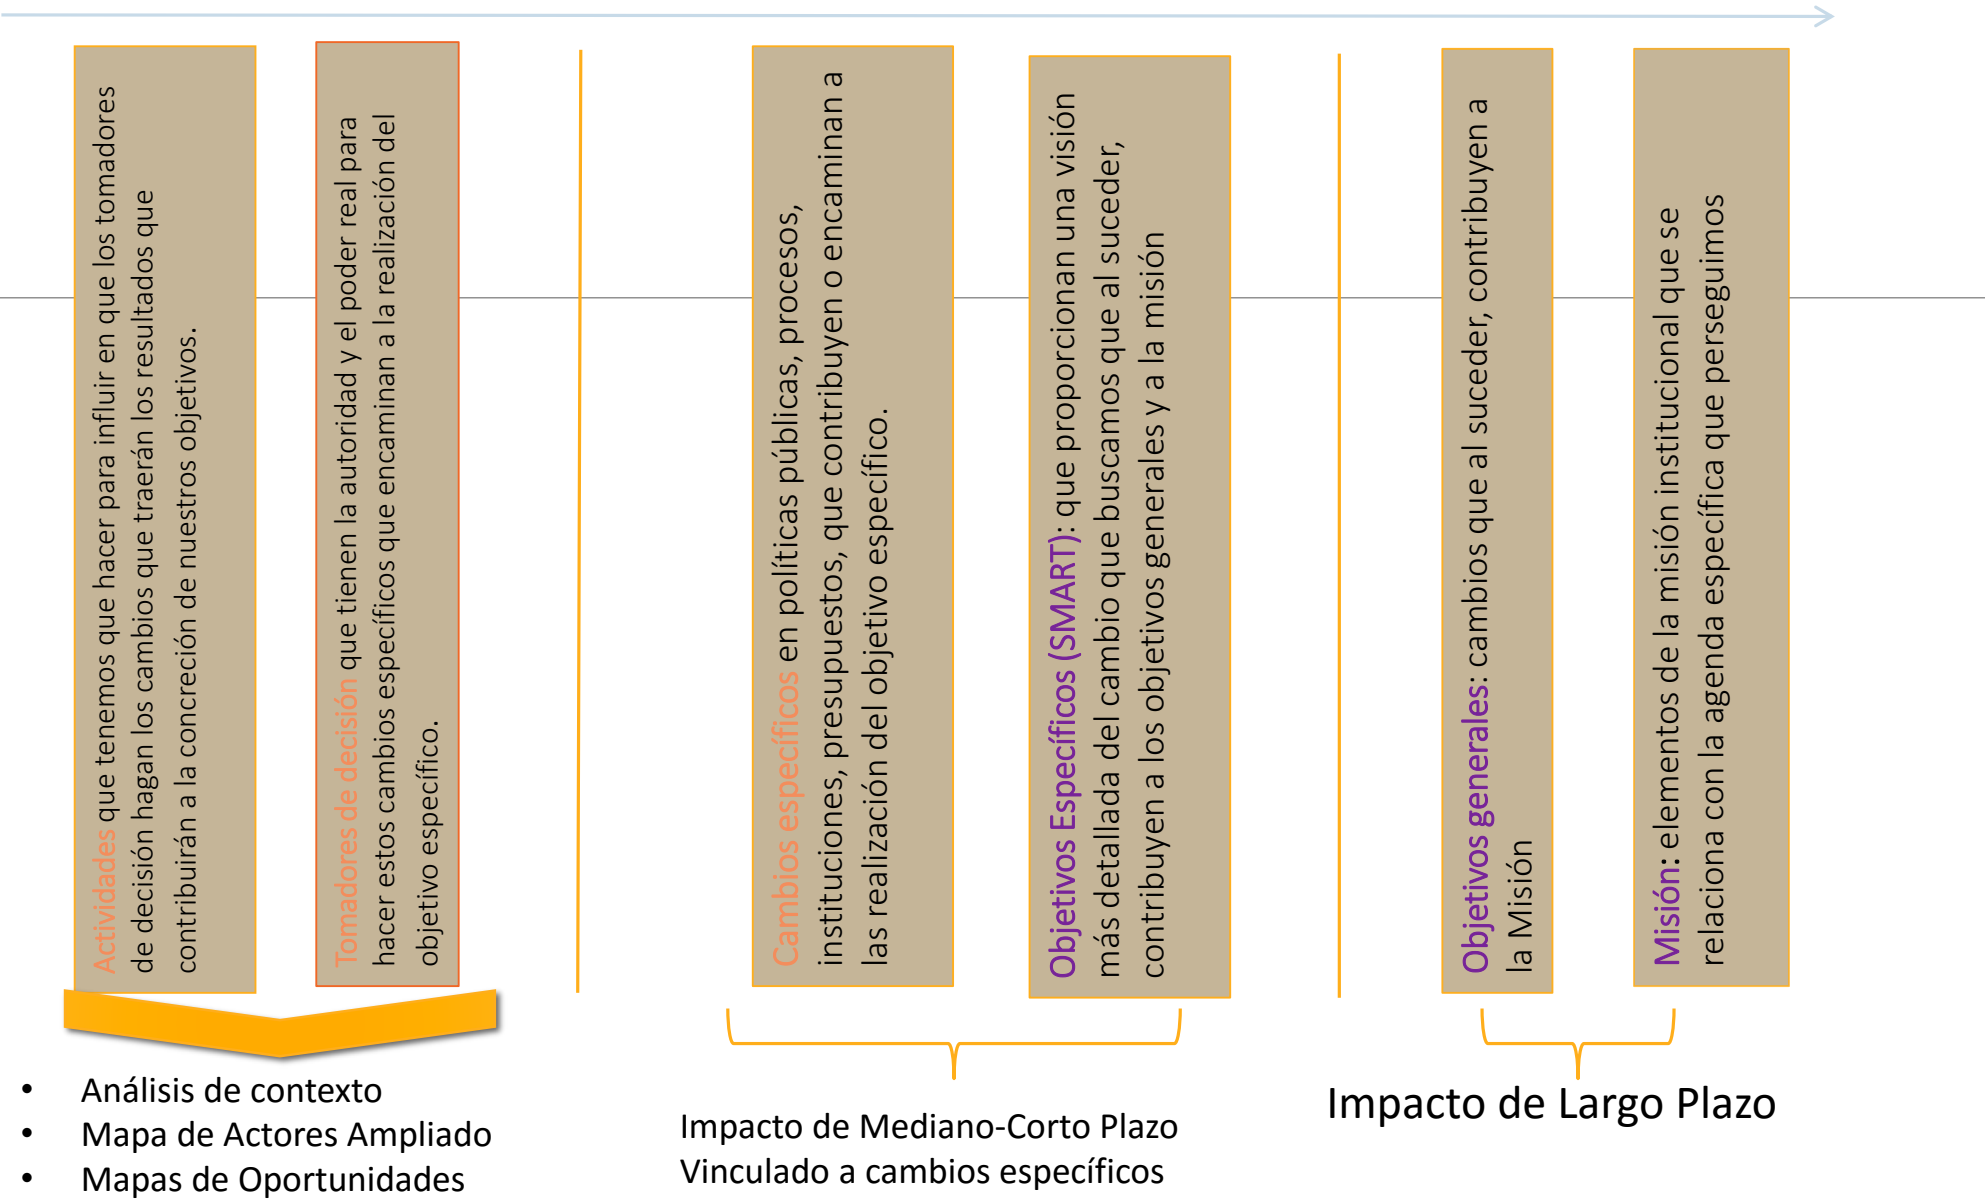 Actividades que tenemos que hacer para influir en que los tomadores
de decisión hagan los cambios que traerán los resultados que
contribuirán a la concreción de nuestros objetivos.
Tomadores de decisión que tienen la autoridad y el poder real para
hacer estos cambios específicos que encaminan a la realización del
objetivo específico.
Cambios específicos en políticas públicas, procesos,
instituciones, presupuestos, que contribuyen o encaminan a
las realización del objetivo específico.
Objetivos Específicos (SMART): que proporcionan una visión
más detallada del cambio que buscamos que al suceder,
contribuyen a los objetivos generales y a la misión
Objetivos generales: cambios que al suceder, contribuyen a
la Misión
Misión: elementos de la misión institucional que se
relaciona con la agenda específica que perseguimos
• Análisis de contexto
• Mapa de Actores Ampliado
• Mapas de Oportunidades
Impacto de Mediano-Corto Plazo
Vinculado a cambios específicos
Impacto de Largo Plazo